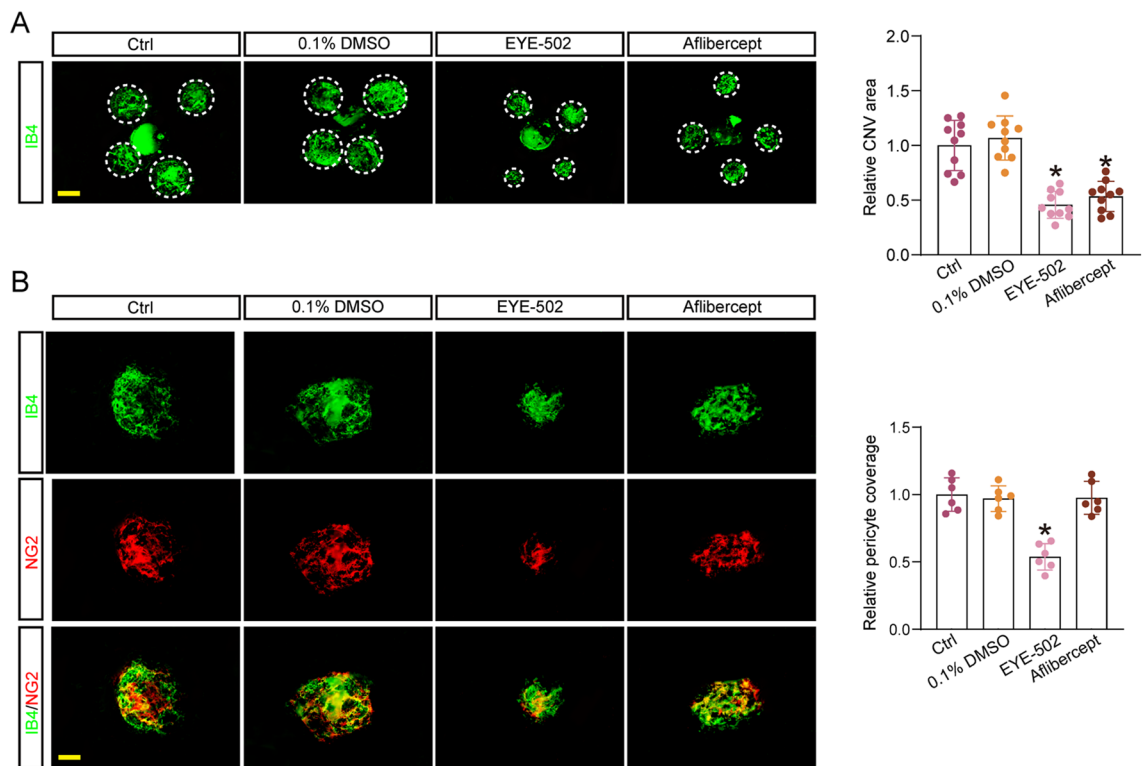 A
Ctrl
0.1% DMSO
EYE-502
Aflibercept
IB4
Relative CNV area
2.0
1.5
1.0
0.5
0.0
*
*
Ctrl
0.1% DMSO
EYE-502
Aflibercept
B
Ctrl
0.1% DMSO
EYE-502
Aflibercept
IB4
NG2
IB4/NG2
Relative pericyte coverage
1.5
1.0
0.5
0.0
*
Ctrl
0.1% DMSO
EYE-502
Aflibercept